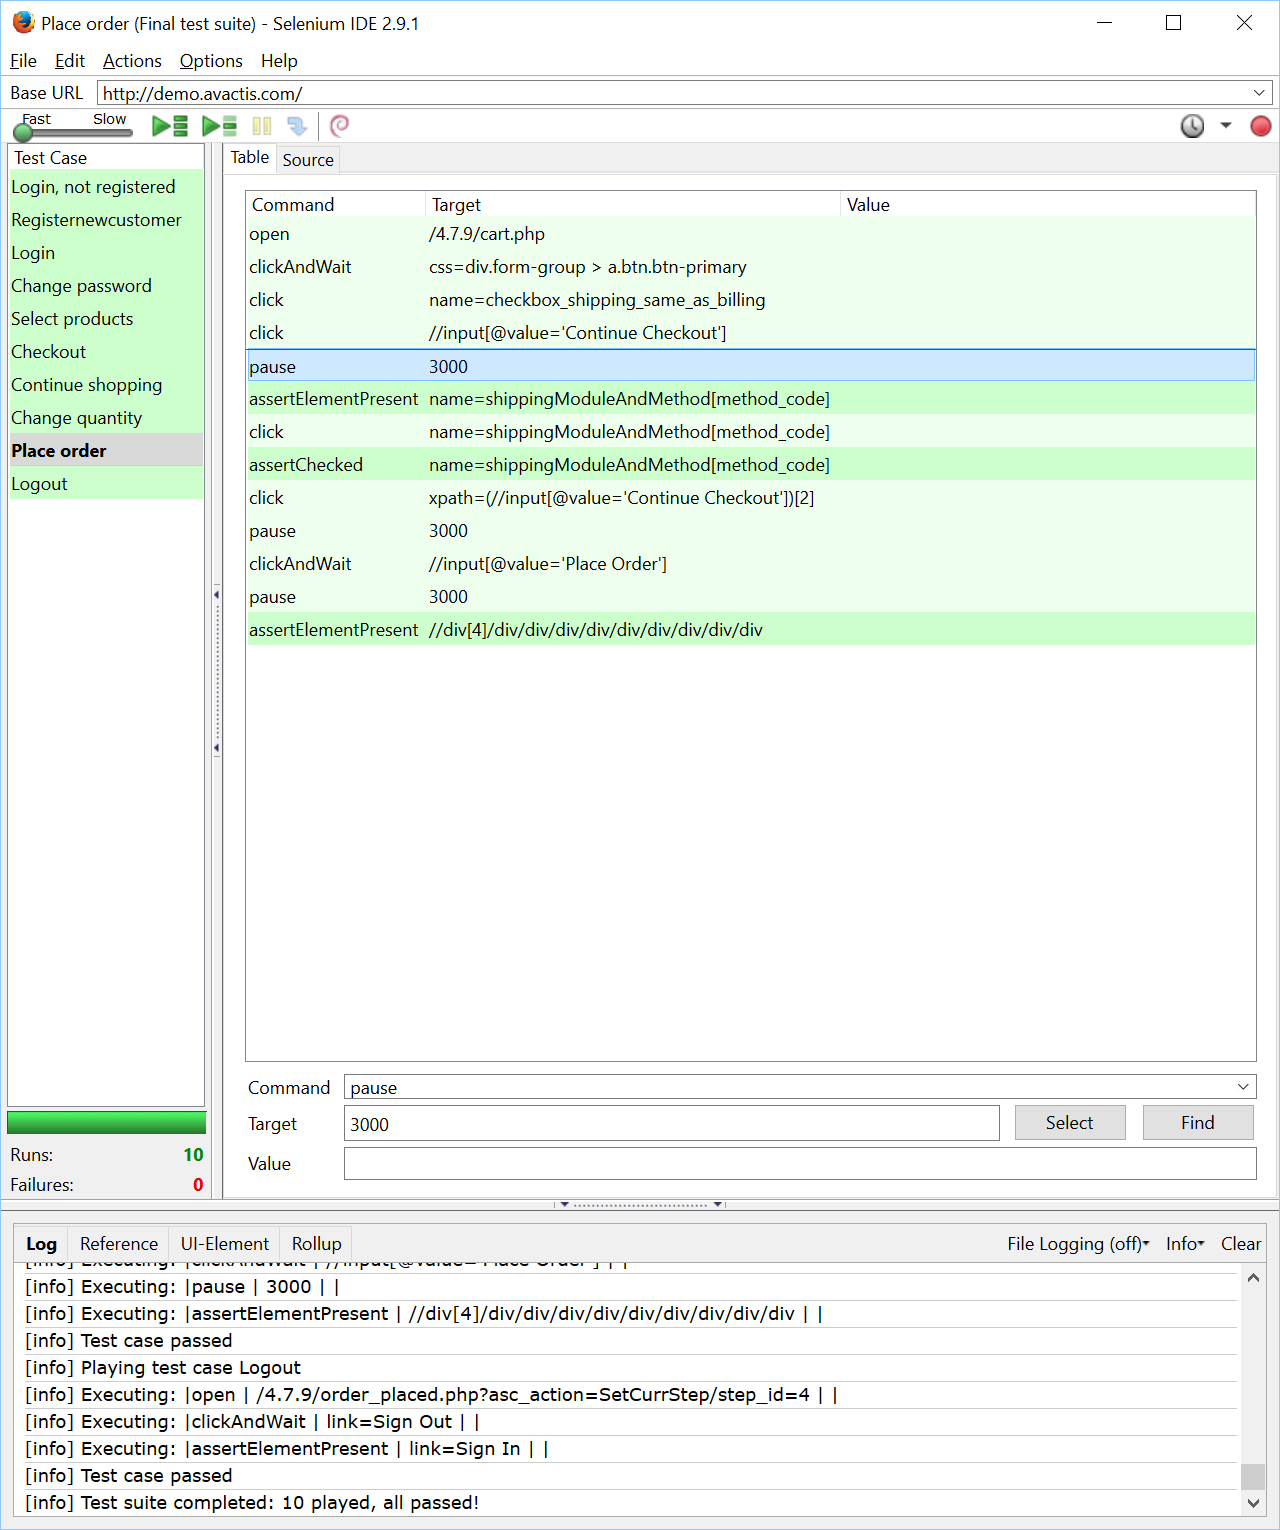 Place order (Final test suite) - Selenium IDE 2.9.1
File Edit Actions Options Help
Base URL http://demo.avactis.com/
Fast Slow
Test Case
Login, not registered
Registernewcustomer
Login
Change password
Select products
Checkout
Continue shopping
Change quantity
Place order
Logout
Runs: 10
Failures: 0
Table Source
Command Target Value
open /4.7.9/cart.php
clickAndWait css=div.form-group > a.btn.btn-primary
click name=checkbox_shipping_same_as_billing
click //input[@value='Continue Checkout']
pause 3000
assertElementPresent name=shippingModuleAndMethod[method_code]
click name=shippingModuleAndMethod[method_code]
assertChecked name=shippingModuleAndMethod[method_code]
click xpath=(//input[@value='Continue Checkout'])[2]
pause 3000
clickAndWait //input[@value='Place Order']
pause 3000
assertElementPresent //div[4]/div/div/div/div/div/div/div/div/div
Command pause
Target 3000 Select Find
Value
Log Reference UI-Element Rollup File Logging (off) Info Clear
[info] Executing: |clickAndWait | //input[@value='Place Order'] | |
[info] Executing: |pause | 3000 | |
[info] Executing: |assertElementPresent | //div[4]/div/div/div/div/div/div/div/div/div | |
[info] Test case passed
[info] Playing test case Logout
[info] Executing: |open | /4.7.9/order_placed.php?asc_action=SetCurrStep/step_id=4 | |
[info] Executing: |clickAndWait | link=Sign Out | |
[info] Executing: |assertElementPresent | link=Sign In | |
[info] Test case passed
[info] Test suite completed: 10 played, all passed!